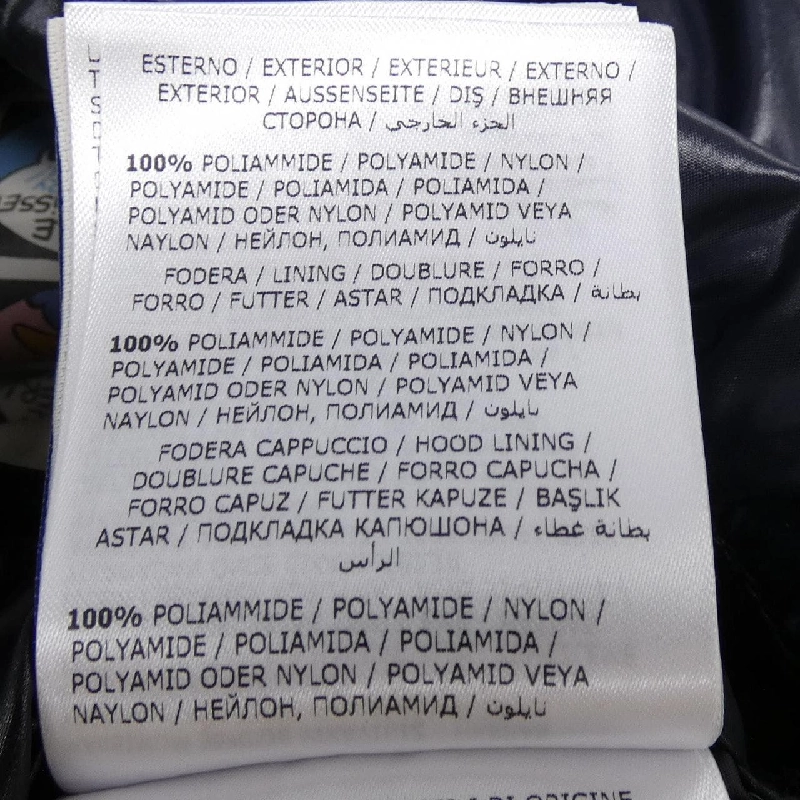 ESTERNO / EXTERIOR / EXTERIEUR / EXTERNO /
EXTERIOR / AUSSENSEITE / DIŞ / ВНЕШНЯЯ
СТОРОНА / الجزء الخارجي
100% POLIAMMIDE / POLYAMIDE / NYLON /
POLYAMIDE / POLIAMIDA / POLIAMIDA /
POLYAMID ODER NYLON / POLYAMID VEYA
NAYLON / НЕЙЛОН, ПОЛИАМИД / نايلون
FODERA / LINING / DOUBLURE / FORRO /
FORRO / FUTTER / ASTAR / ПОДКЛАДКА / بطانة
100% POLIAMMIDE / POLYAMIDE / NYLON /
POLYAMIDE / POLIAMIDA / POLIAMIDA /
POLYAMID ODER NYLON / POLYAMID VEYA
NAYLON / НЕЙЛОН, ПОЛИАМИД / نايلون
FODERA CAPPUCCIO / HOOD LINING /
DOUBLURE CAPUCHE / FORRO CAPUCHA /
FORRO CAPUZ / FUTTER KAPUZE / BAŞLIK
ASTAR / ПОДКЛАДКА КАПЮШОНА / بطانة غطاء
الرأس
100% POLIAMMIDE / POLYAMIDE / NYLON /
POLYAMIDE / POLIAMIDA / POLIAMIDA /
POLYAMID ODER NYLON / POLYAMID VEYA
NAYLON / НЕЙЛОН, ПОЛИАМИД / نايلون
DI ORIGINE